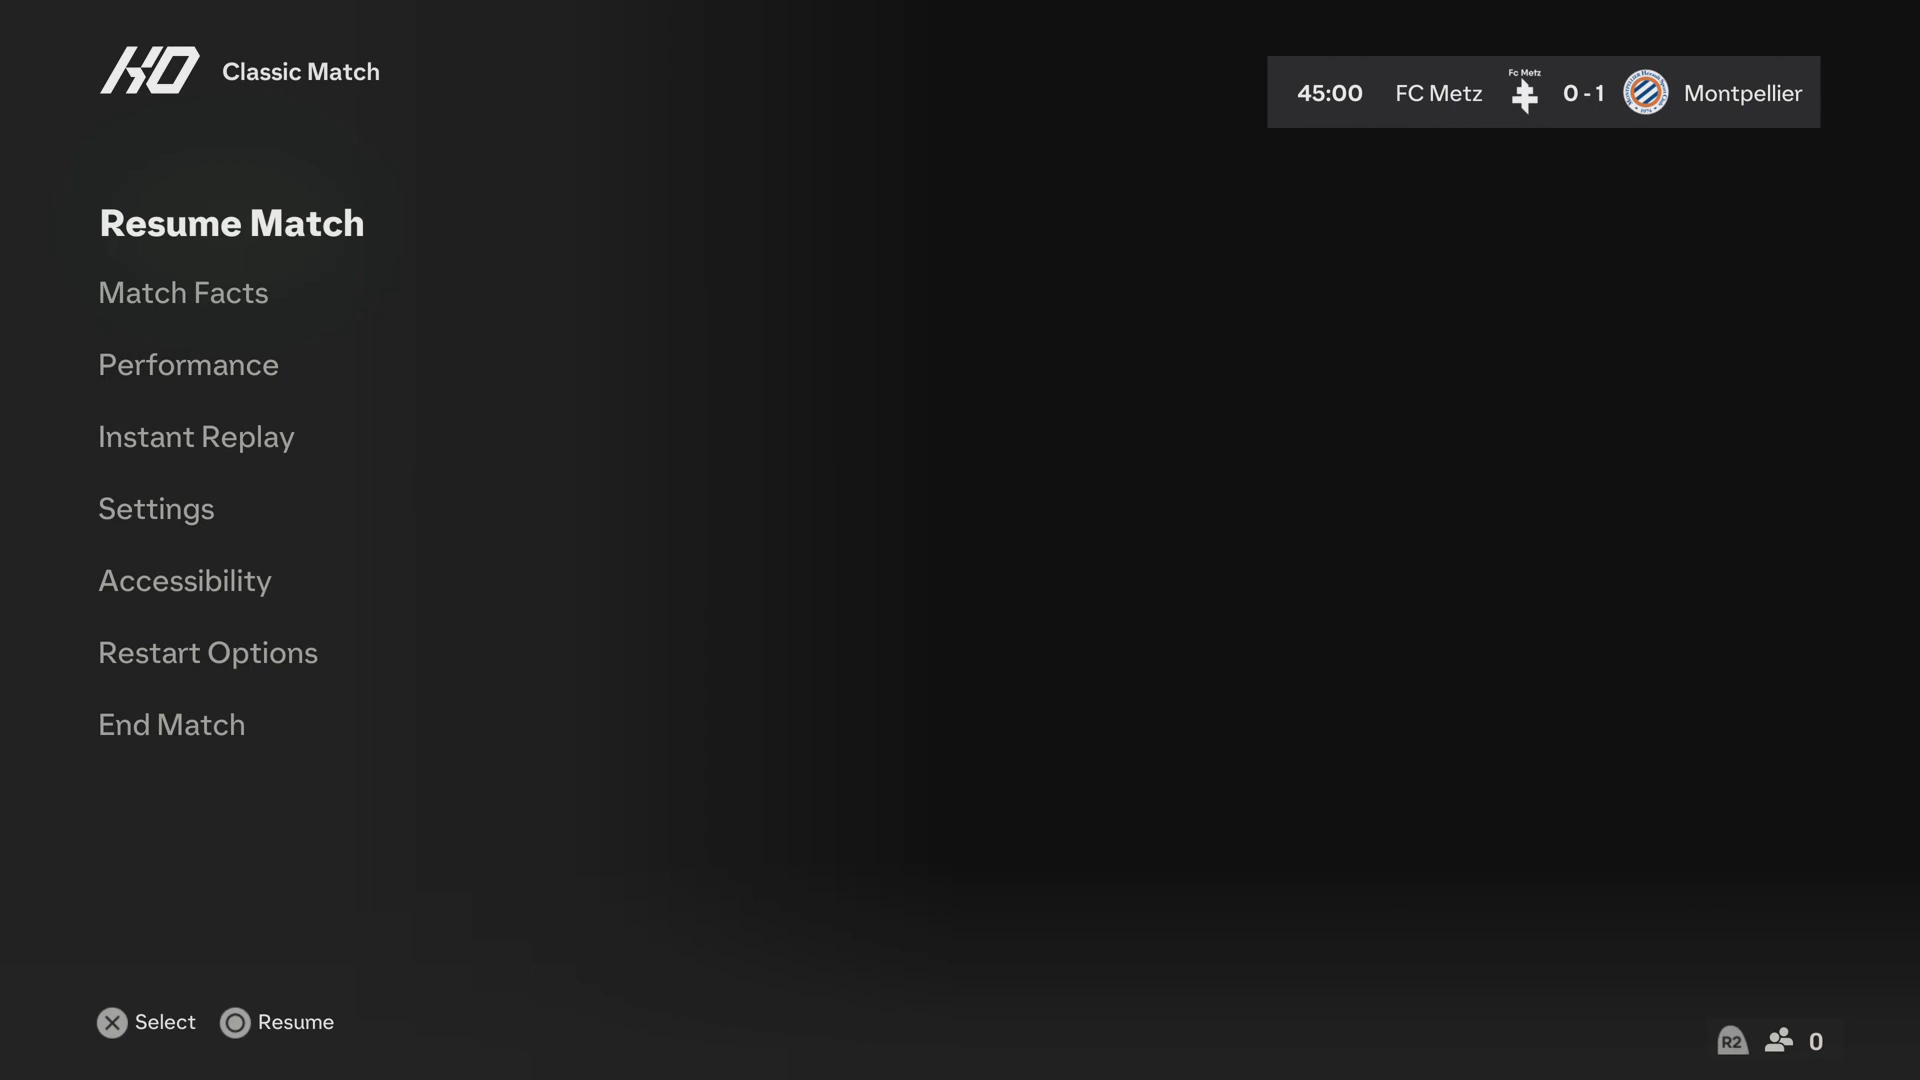 KO Classic Match
45:00 FC Metz Fc Metz 0 - 1 Montpellier
Resume Match
Match Facts
Performance
Instant Replay
Settings
Accessibility
Restart Options
End Match
Select Resume
R2 0